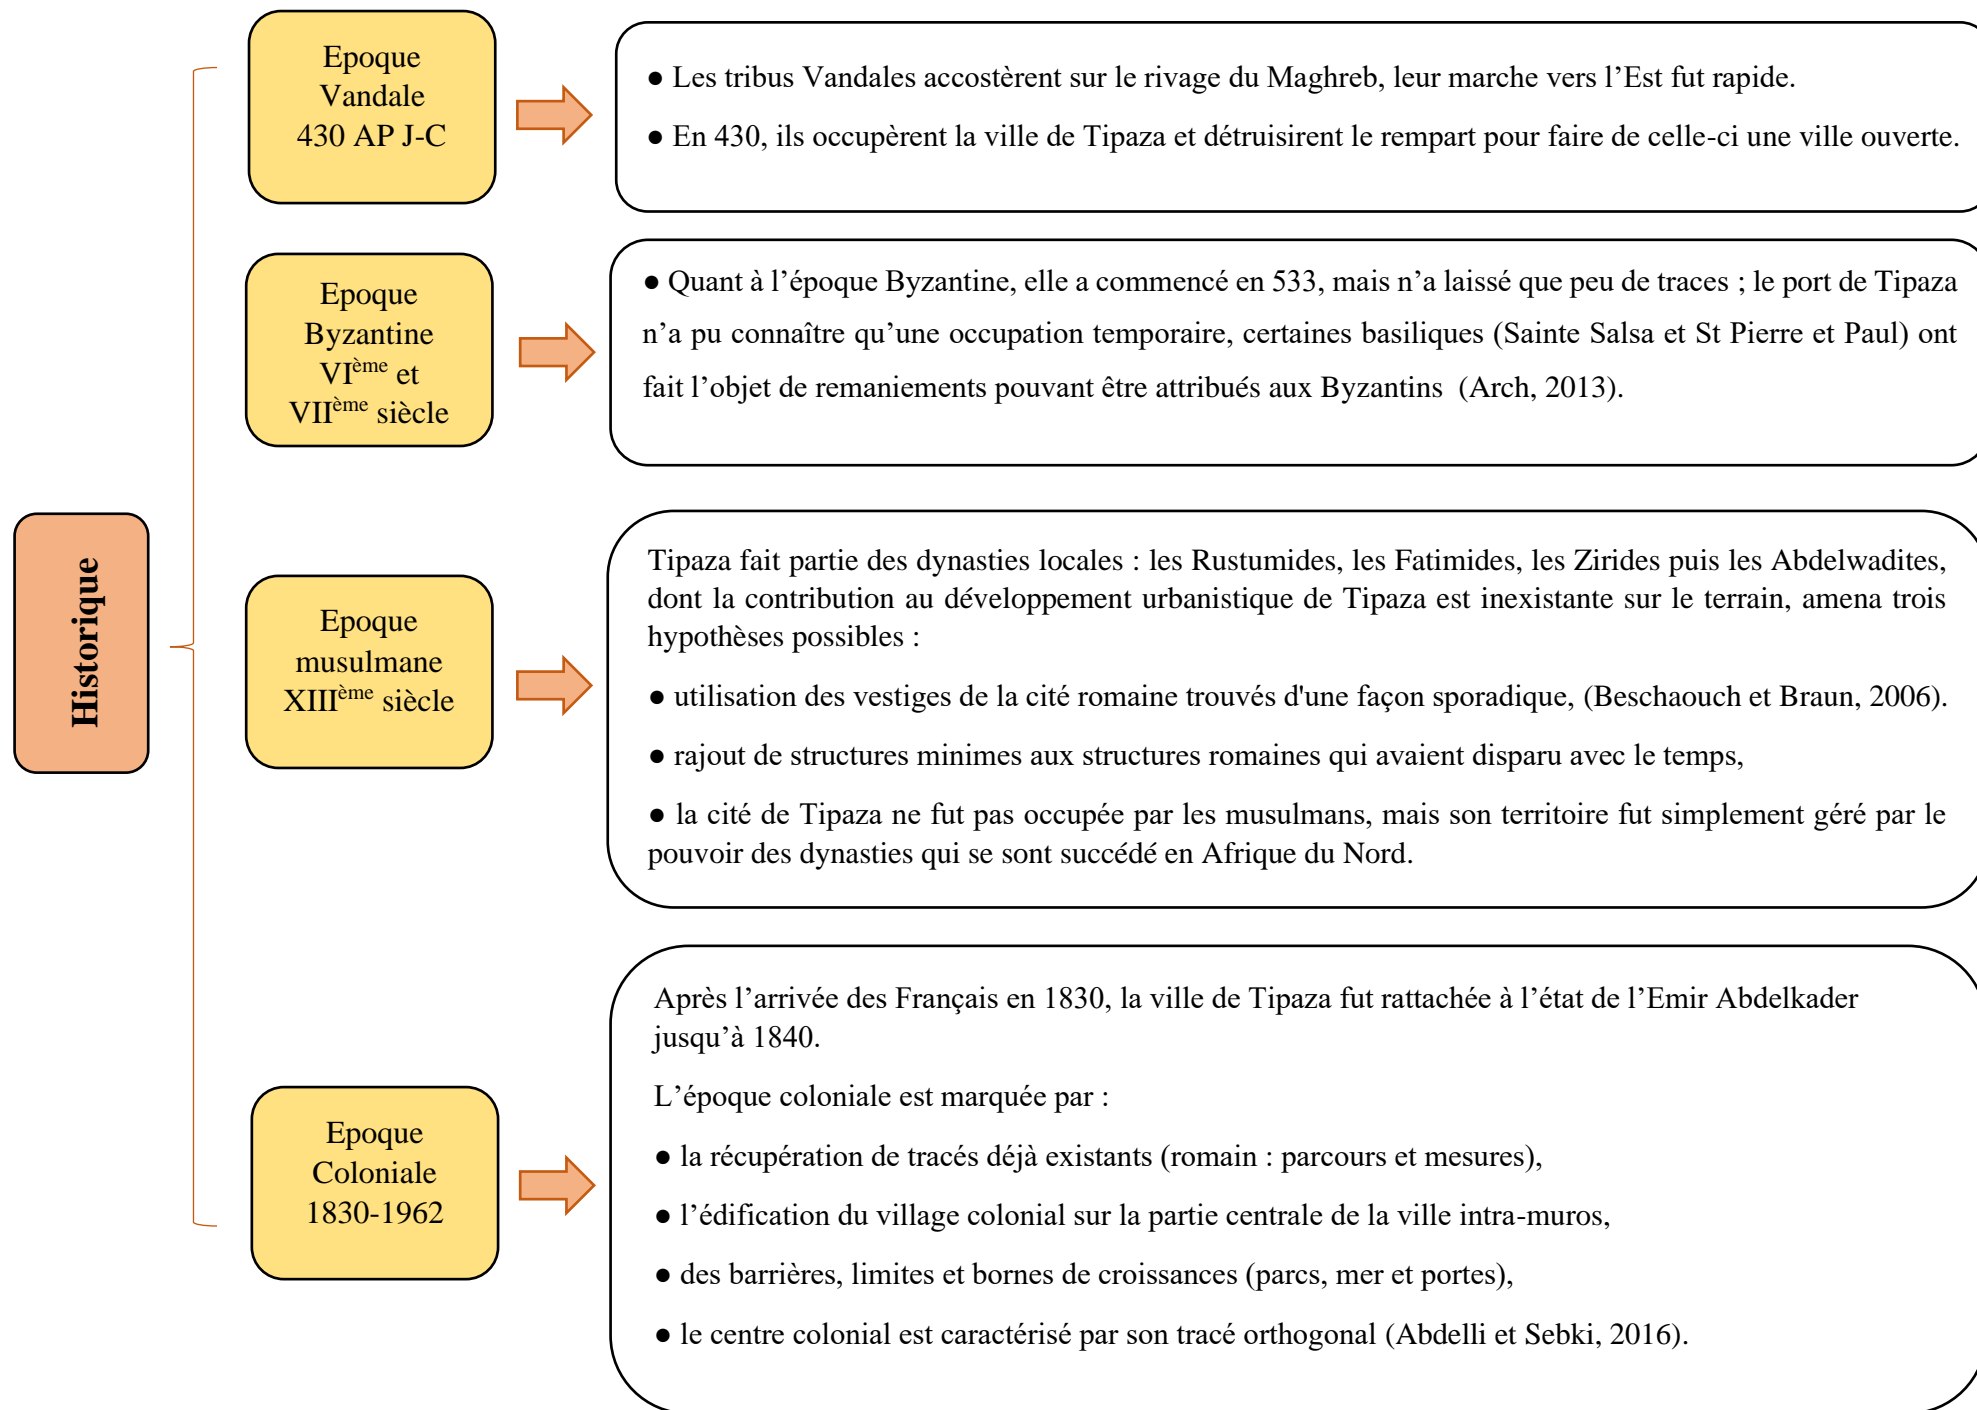 Historique
Epoque
Vandale
430 AP J-C
● Les tribus Vandales accostèrent sur le rivage du Maghreb, leur marche vers l’Est fut rapide.
● En 430, ils occupèrent la ville de Tipaza et détruisirent le rempart pour faire de celle-ci une ville ouverte.
Epoque
Byzantine
VIème et
VIIème siècle
● Quant à l’époque Byzantine, elle a commencé en 533, mais n’a laissé que peu de traces ; le port de Tipaza
n’a pu connaître qu’une occupation temporaire, certaines basiliques (Sainte Salsa et St Pierre et Paul) ont
fait l’objet de remaniements pouvant être attribués aux Byzantins (Arch, 2013).
Epoque
musulmane
XIIIème siècle
Tipaza fait partie des dynasties locales : les Rustumides, les Fatimides, les Zirides puis les Abdelwadites,
dont la contribution au développement urbanistique de Tipaza est inexistante sur le terrain, amena trois
hypothèses possibles :
● utilisation des vestiges de la cité romaine trouvés d'une façon sporadique, (Beschaouch et Braun, 2006).
● rajout de structures minimes aux structures romaines qui avaient disparu avec le temps,
● la cité de Tipaza ne fut pas occupée par les musulmans, mais son territoire fut simplement géré par le
pouvoir des dynasties qui se sont succédé en Afrique du Nord.
Epoque
Coloniale
1830-1962
Après l’arrivée des Français en 1830, la ville de Tipaza fut rattachée à l’état de l’Emir Abdelkader
jusqu’à 1840.
L’époque coloniale est marquée par :
● la récupération de tracés déjà existants (romain : parcours et mesures),
● l’édification du village colonial sur la partie centrale de la ville intra-muros,
● des barrières, limites et bornes de croissances (parcs, mer et portes),
● le centre colonial est caractérisé par son tracé orthogonal (Abdelli et Sebki, 2016).